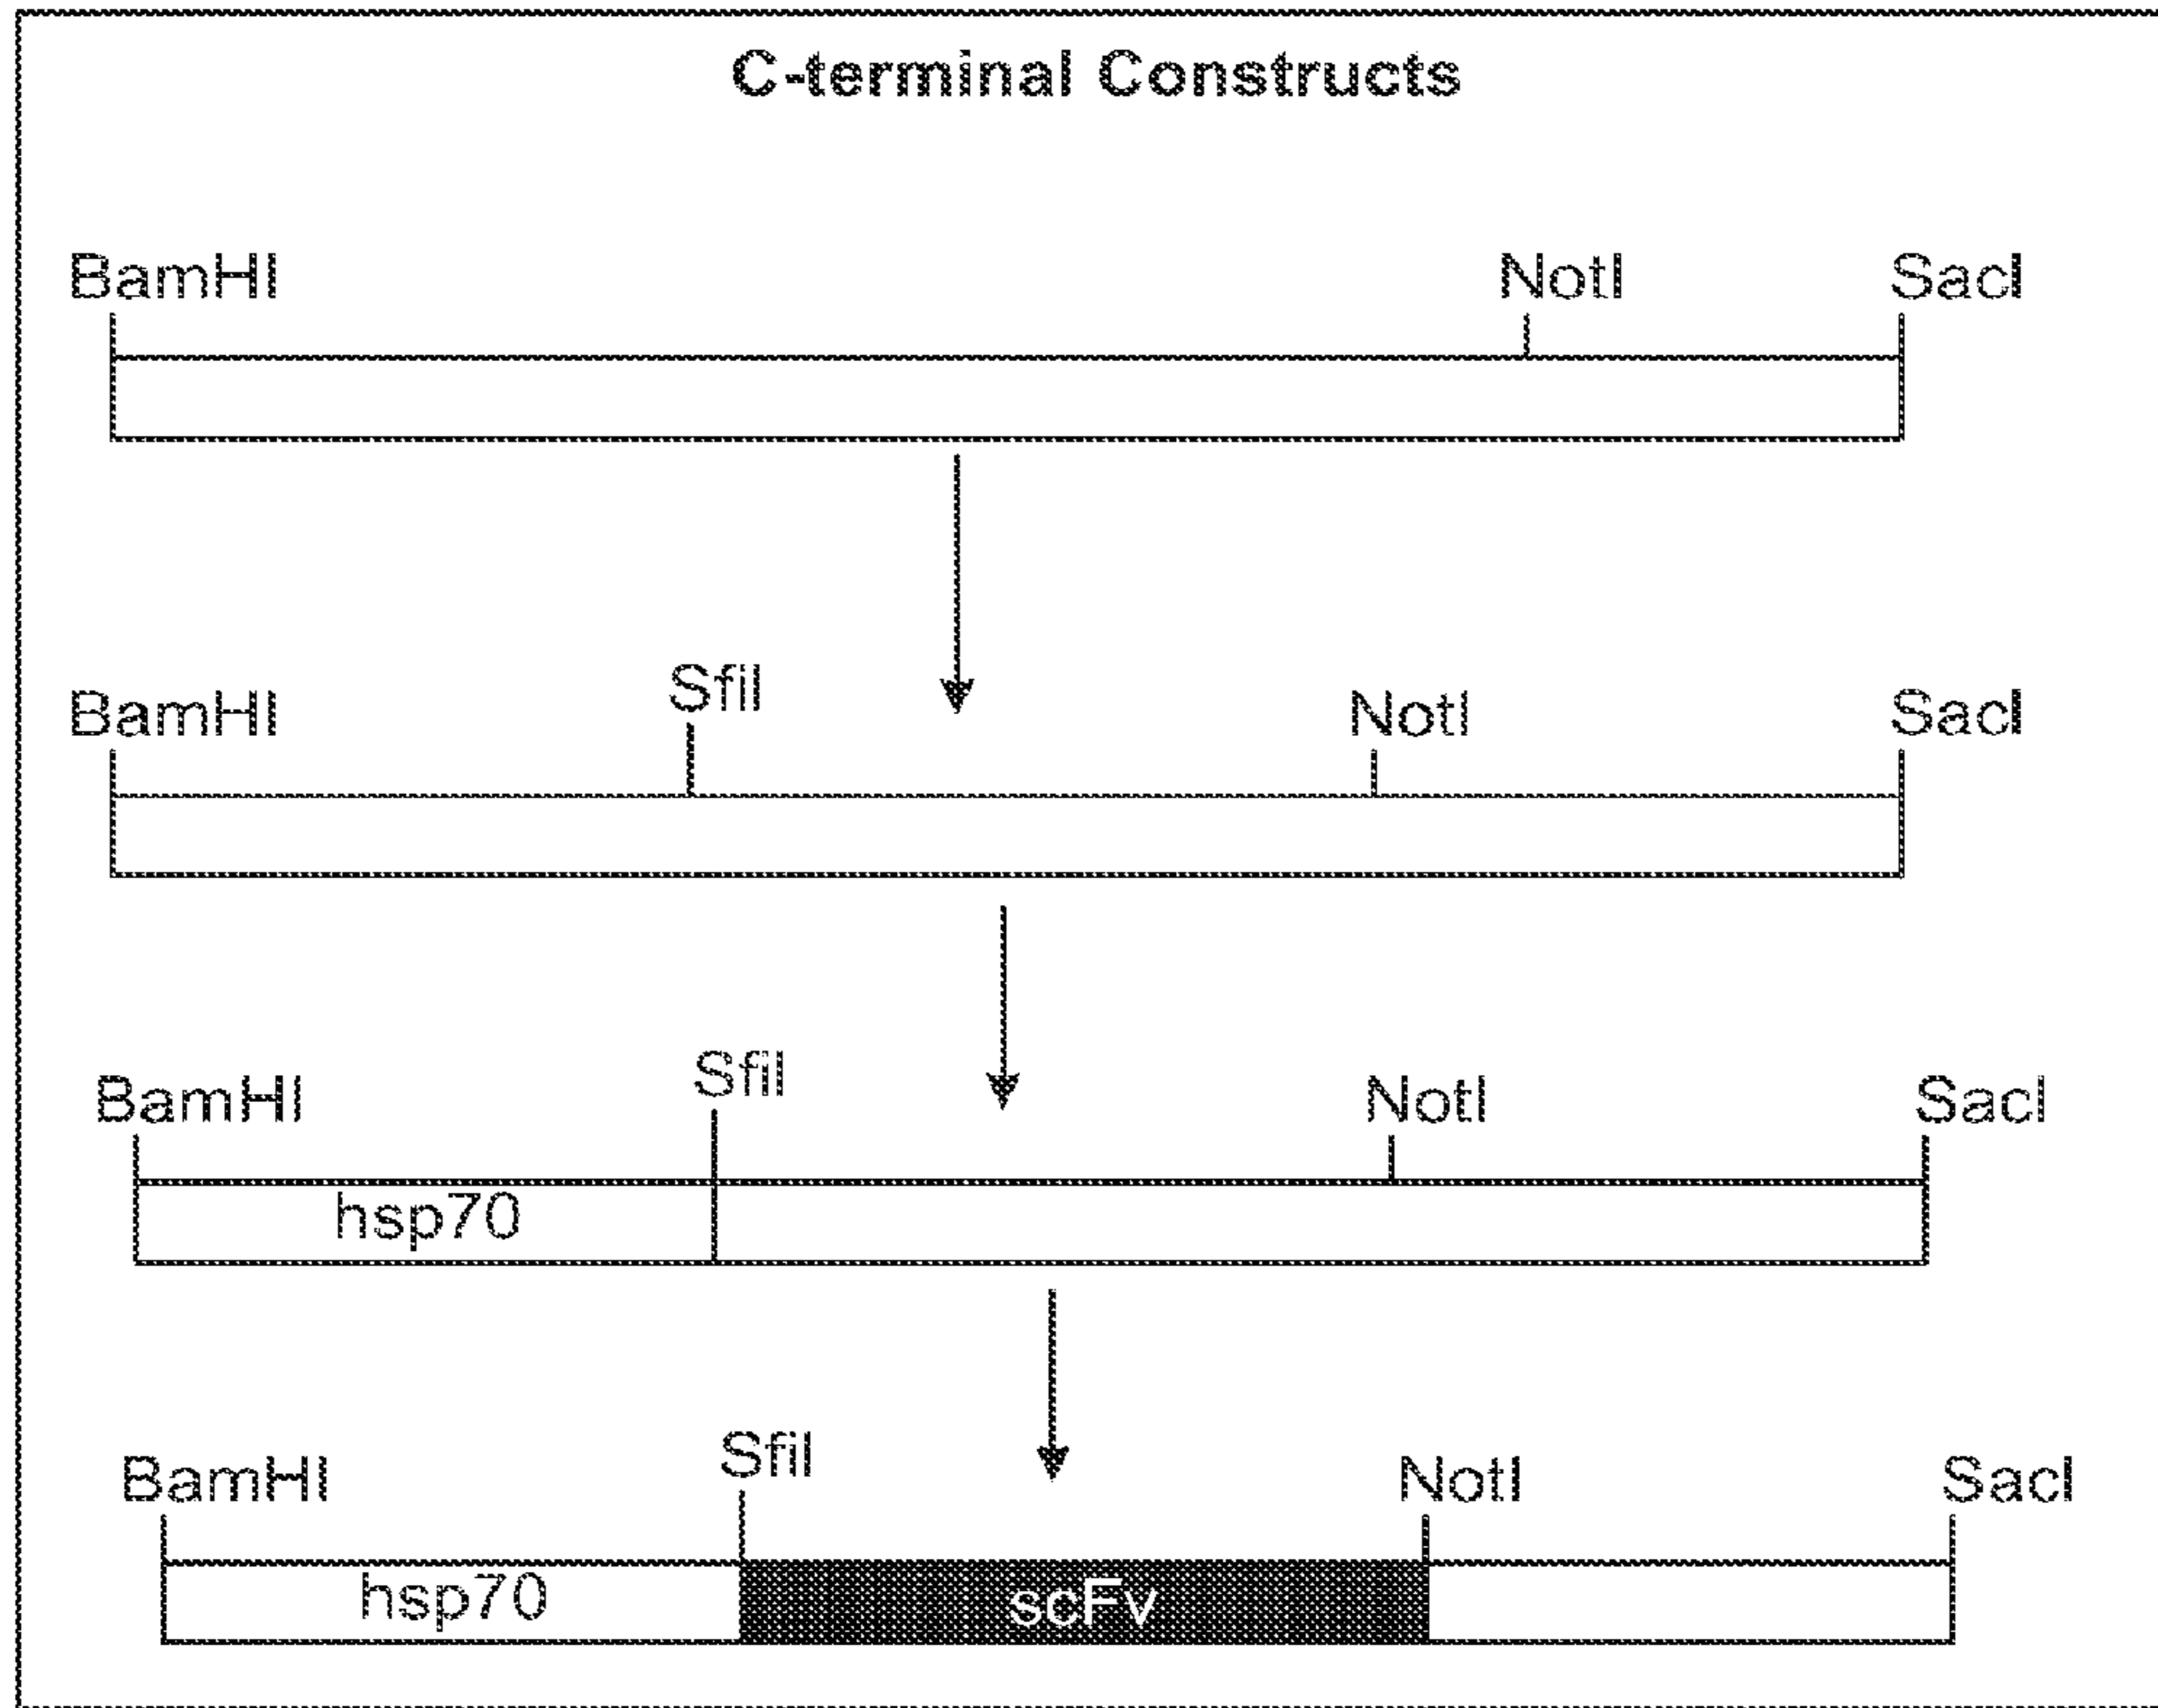 C-terminal Constructs
BamHI NotI SacI
BamHI SfiI NotI SacI
BamHI SfiI NotI SacI
hsp70
BamHI SfiI NotI SacI
hsp70 scFv